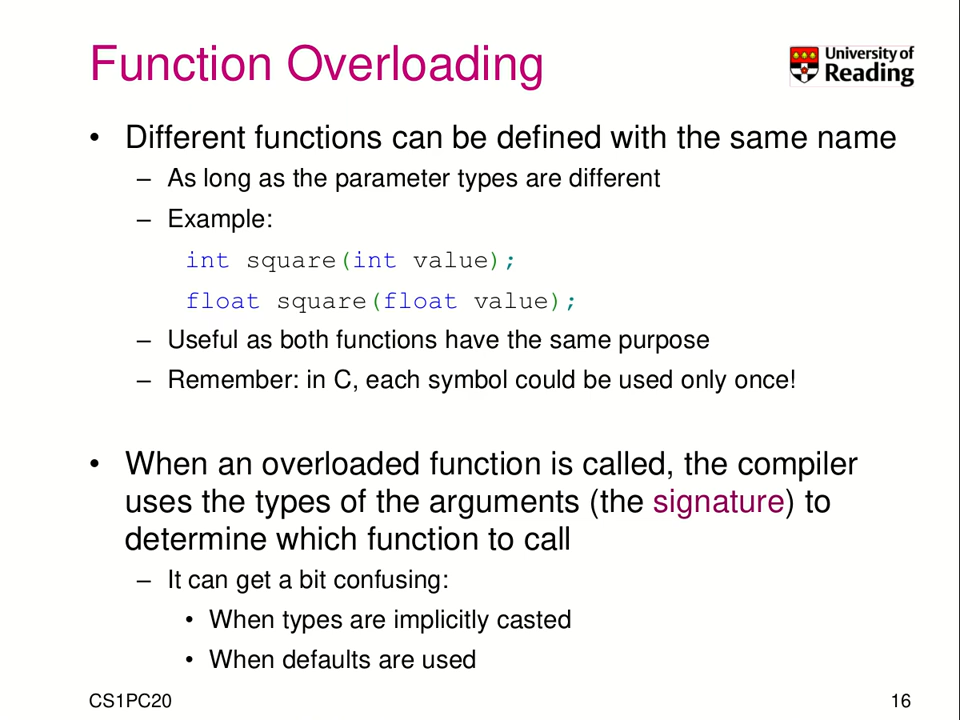 Function Overloading
University of
Reading
• Different functions can be defined with the same name
– As long as the parameter types are different
– Example:
int square(int value);
float square(float value);
– Useful as both functions have the same purpose
– Remember: in C, each symbol could be used only once!
• When an overloaded function is called, the compiler
uses the types of the arguments (the signature) to
determine which function to call
– It can get a bit confusing:
• When types are implicitly casted
• When defaults are used
CS1PC20
16